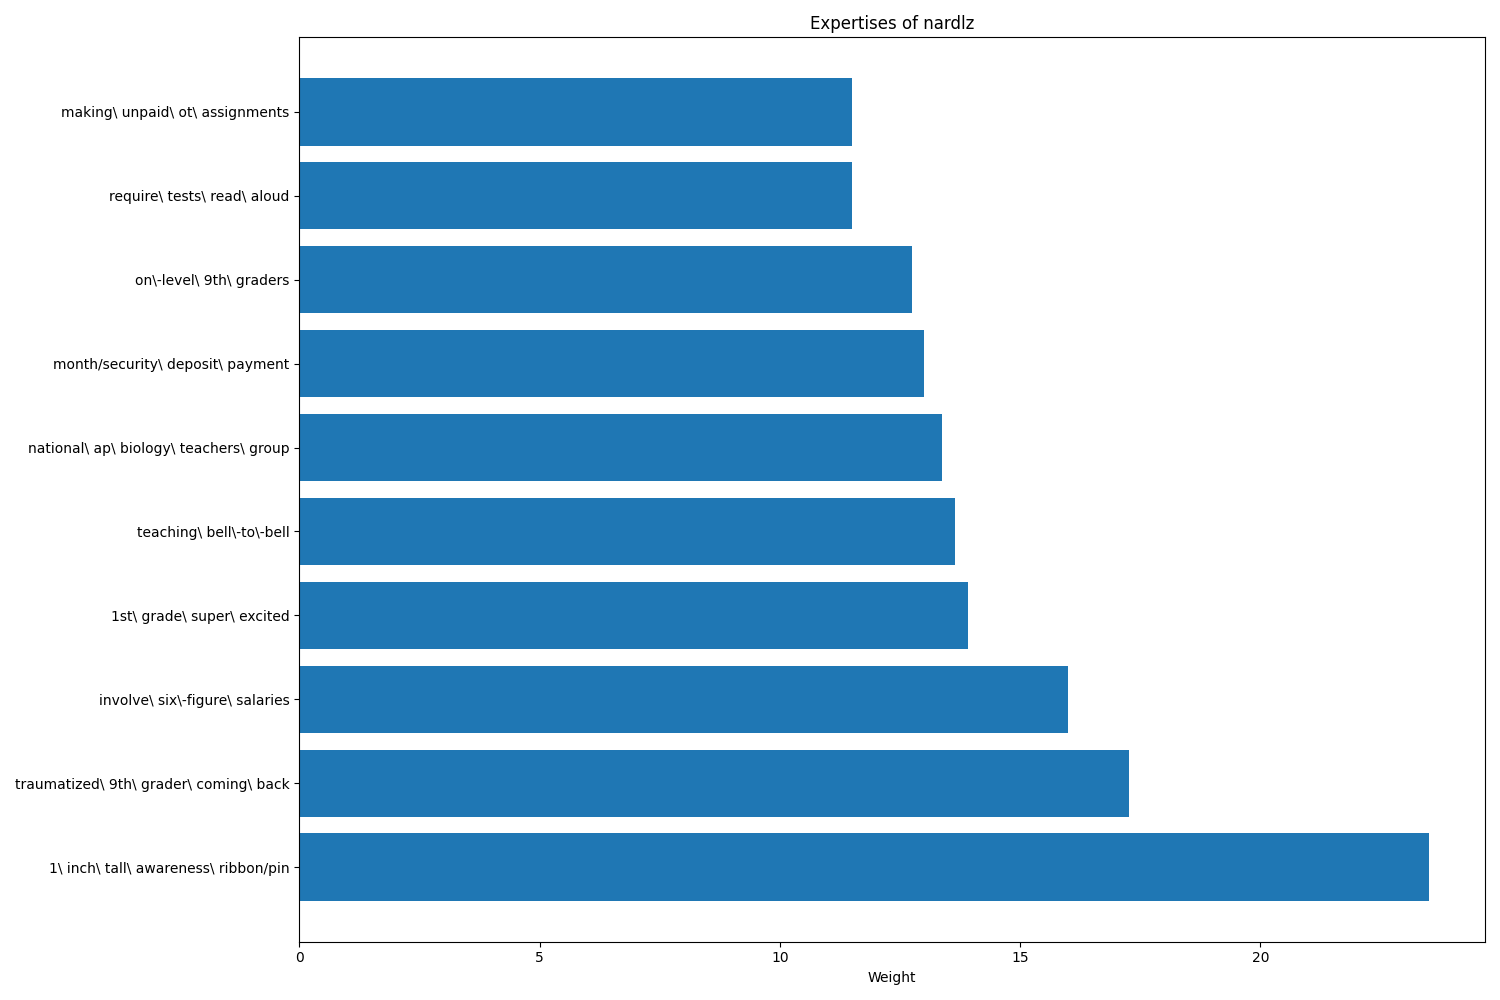 Expertises of nardlz
making\ unpaid\ ot\ assignments
require\ tests\ read\ aloud
on\-level\ 9th\ graders
month/security\ deposit\ payment
national\ ap\ biology\ teachers\ group
teaching\ bell\-to\-bell
1st\ grade\ super\ excited
involve\ six\-figure\ salaries
traumatized\ 9th\ grader\ coming\ back
1\ inch\ tall\ awareness\ ribbon/pin
0 5 10 15 20
Weight